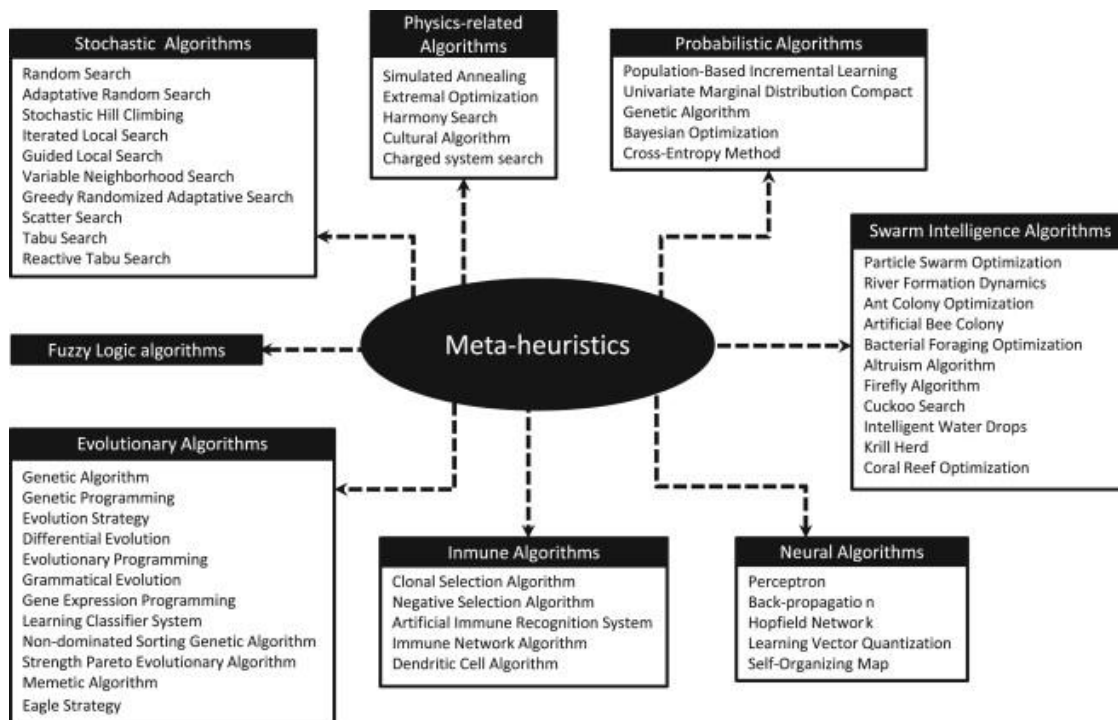 Stochastic Algorithms
Random Search
Adaptative Random Search
Stochastic Hill Climbing
Iterated Local Search
Guided Local Search
Variable Neighborhood Search
Greedy Randomized Adaptative Search
Scatter Search
Tabu Search
Reactive Tabu Search
Physics-related
Algorithms
Simulated Annealing
Extremal Optimization
Harmony Search
Cultural Algorithm
Charged system search
Probabilistic Algorithms
Population-Based Incremental Learning
Univariate Marginal Distribution Compact
Genetic Algorithm
Bayesian Optimization
Cross-Entropy Method
Swarm Intelligence Algorithms
Particle Swarm Optimization
River Formation Dynamics
Ant Colony Optimization
Artificial Bee Colony
Bacterial Foraging Optimization
Altruism Algorithm
Firefly Algorithm
Cuckoo Search
Intelligent Water Drops
Krill Herd
Coral Reef Optimization
Meta-heuristics
Fuzzy Logic algorithms
Evolutionary Algorithms
Genetic Algorithm
Genetic Programming
Evolution Strategy
Differential Evolution
Evolutionary Programming
Grammatical Evolution
Gene Expression Programming
Learning Classifier System
Non-dominated Sorting Genetic Algorithm
Strength Pareto Evolutionary Algorithm
Memetic Algorithm
Eagle Strategy
Inmune Algorithms
Clonal Selection Algorithm
Negative Selection Algorithm
Artificial Immune Recognition System
Immune Network Algorithm
Dendritic Cell Algorithm
Neural Algorithms
Perceptron
Back-propagatio n
Hopfield Network
Learning Vector Quantization
Self-Organizing Map